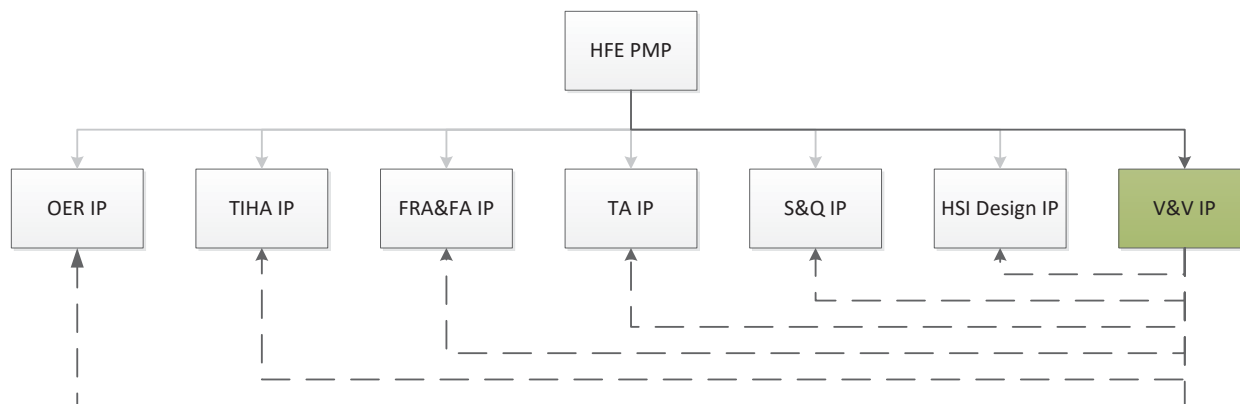 HFE PMP
OER IP
TIHA IP
FRA&FA IP
TA IP
S&Q IP
HSI Design IP
V&V IP